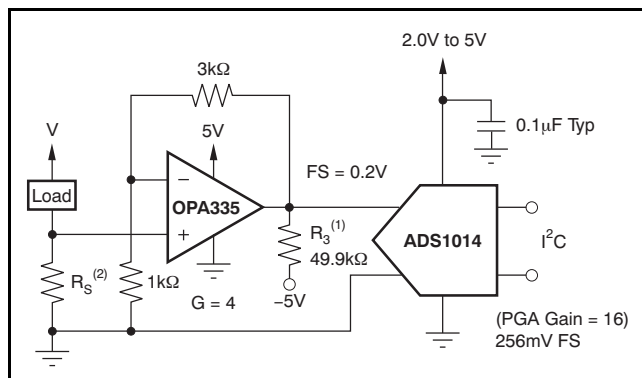 2.0V to 5V
3kΩ
0.1μF Typ
V
5V
FS = 0.2V
Load
−
OPA335
+
R3(1)
49.9kΩ
ADS1014
I2C
RS(2)
1kΩ
G = 4
−5V
(PGA Gain = 16)
256mV FS